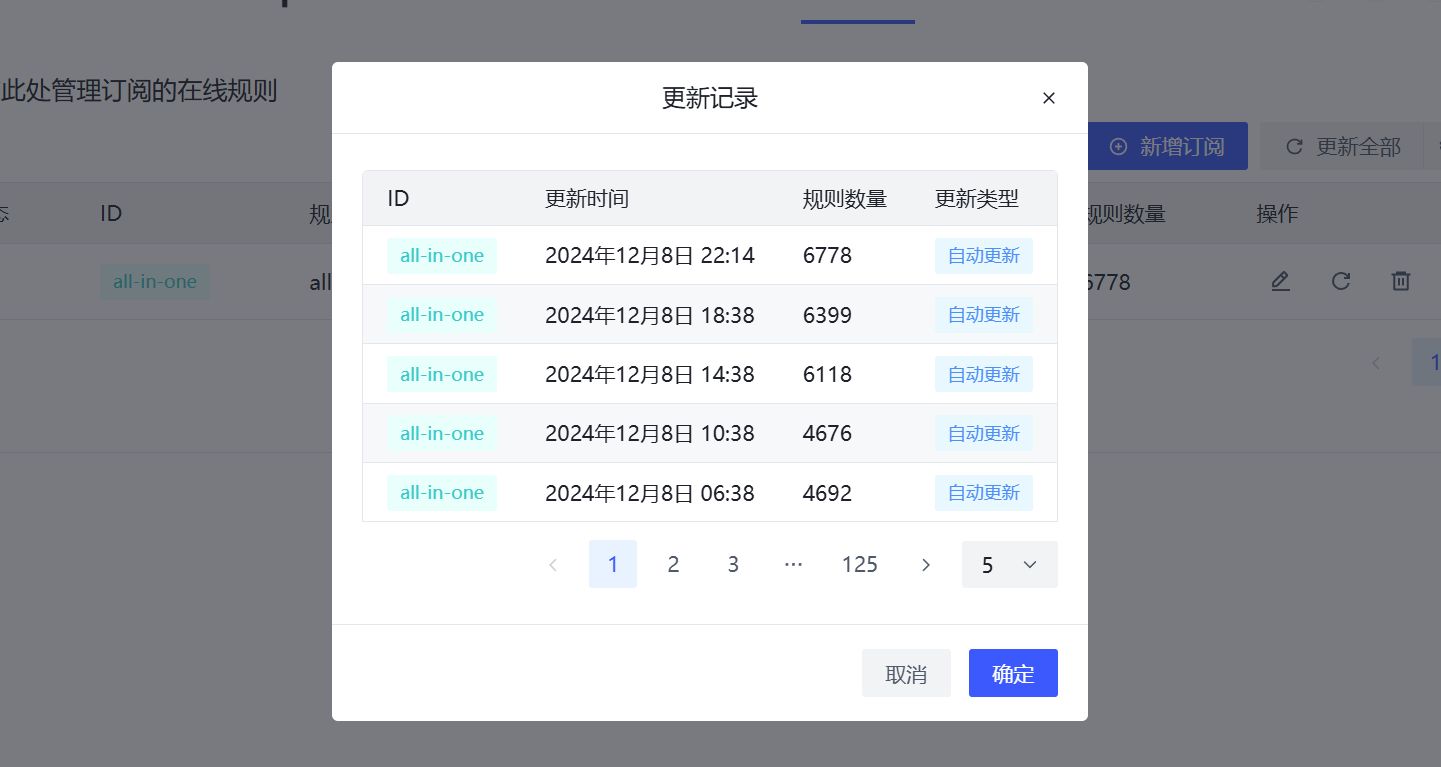 此处管理订阅的在线规则
更新记录
新增订阅 更新全部
ID 更新时间 规则数量 更新类型
all-in-one 2024年12月8日 22:14 6778 自动更新
all-in-one 2024年12月8日 18:38 6399 自动更新
all-in-one 2024年12月8日 14:38 6118 自动更新
all-in-one 2024年12月8日 10:38 4676 自动更新
all-in-one 2024年12月8日 06:38 4692 自动更新
1 2 3 ··· 125 5
取消 确定
ID 规则数量 操作
all-in-one all 6778
1